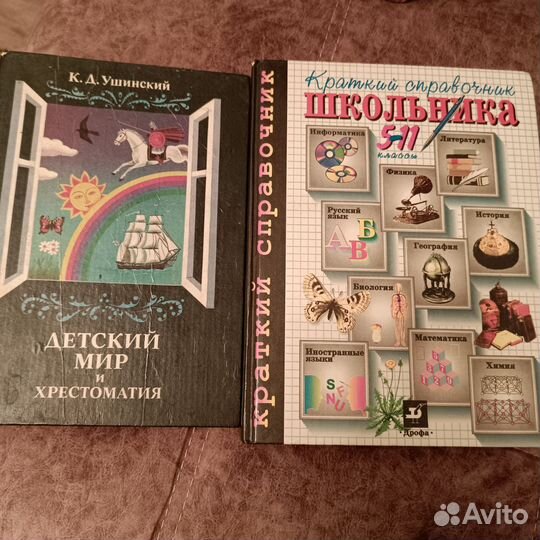 К. Д. Ушинский
ДЕТСКИЙ
МИР
и
ХРЕСТОМАТИЯ
краткий справочник
Краткий справочник
ШКОЛЬНИКА
5-11
классы
Информатика
Физика
Литература
Русский
язык
А Б
В
География
История
Биология
Иностранные
языки
Математика
Химия
Дрофа
Avito